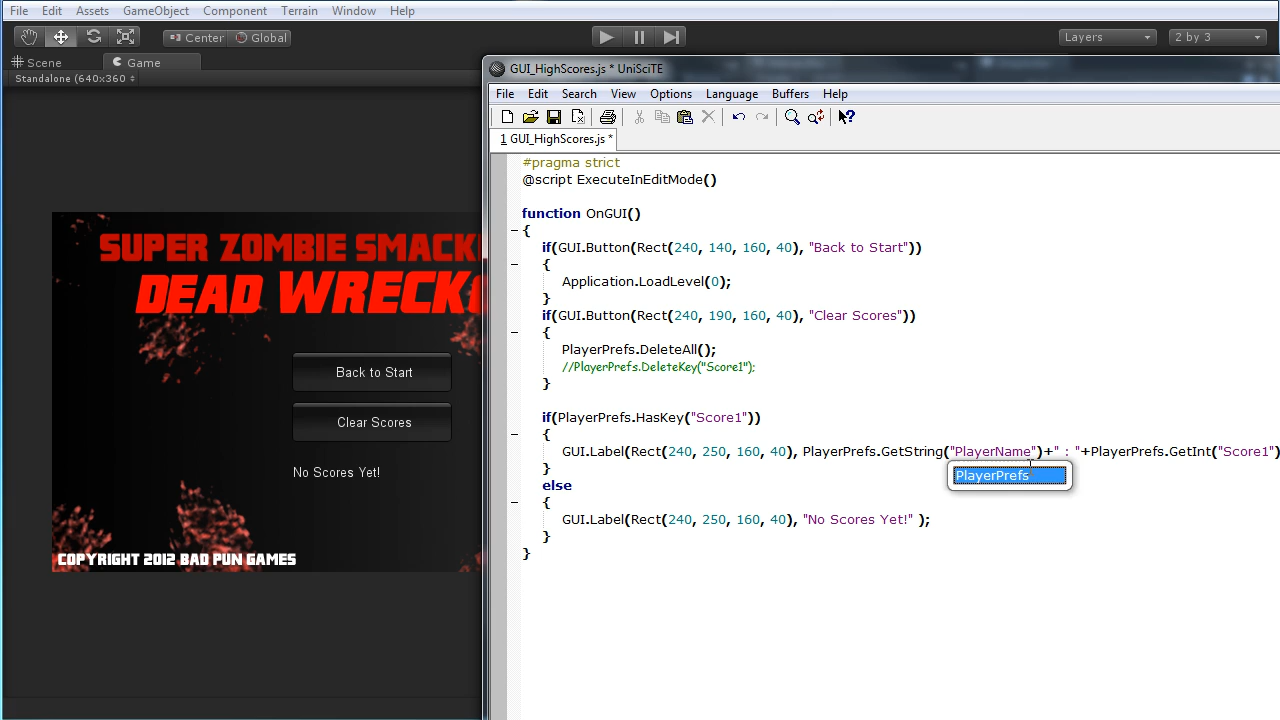 File Edit Assets GameObject Component Terrain Window Help
Center Global Layers 2 by 3
Scene Game
Standalone (640x360
SUPER ZOMBIE
DEAD
Back to Start
Clear Scores
No Scores Yet!
COPYRIGHT 2012 BAD PUN GAMES
GUI_HighScores.js * UniSciTE
File Edit Search View Options Language Buffers Help
1 GUI_HighScores.js *
#pragma strict
@script ExecuteInEditMode()
function OnGUI()
{
if(GUI.Button(Rect(240, 140, 160, 40), "Back to Start"))
{
Application.LoadLevel(0);
}
if(GUI.Button(Rect(240, 190, 160, 40), "Clear Scores"))
{
PlayerPrefs.DeleteAll();
//PlayerPrefs.DeleteKey("Score1");
}
if(PlayerPrefs.HasKey("Score1"))
{
GUI.Label(Rect(240, 250, 160, 40), PlayerPrefs.GetString("PlayerName")+" : "+PlayerPrefs.GetInt("Score1")
PlayerPrefs
}
else
{
GUI.Label(Rect(240, 250, 160, 40), "No Scores Yet!" );
}
}